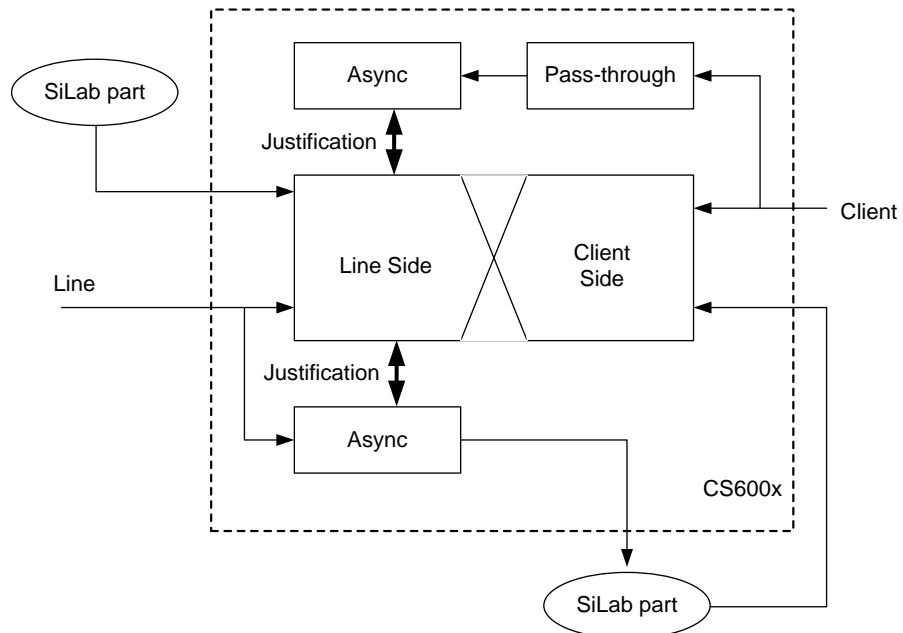 Async
Pass-through
SiLab part
Justification
Client
Line Side
Client
Side
Line
Justification
Async
CS600x
SiLab part